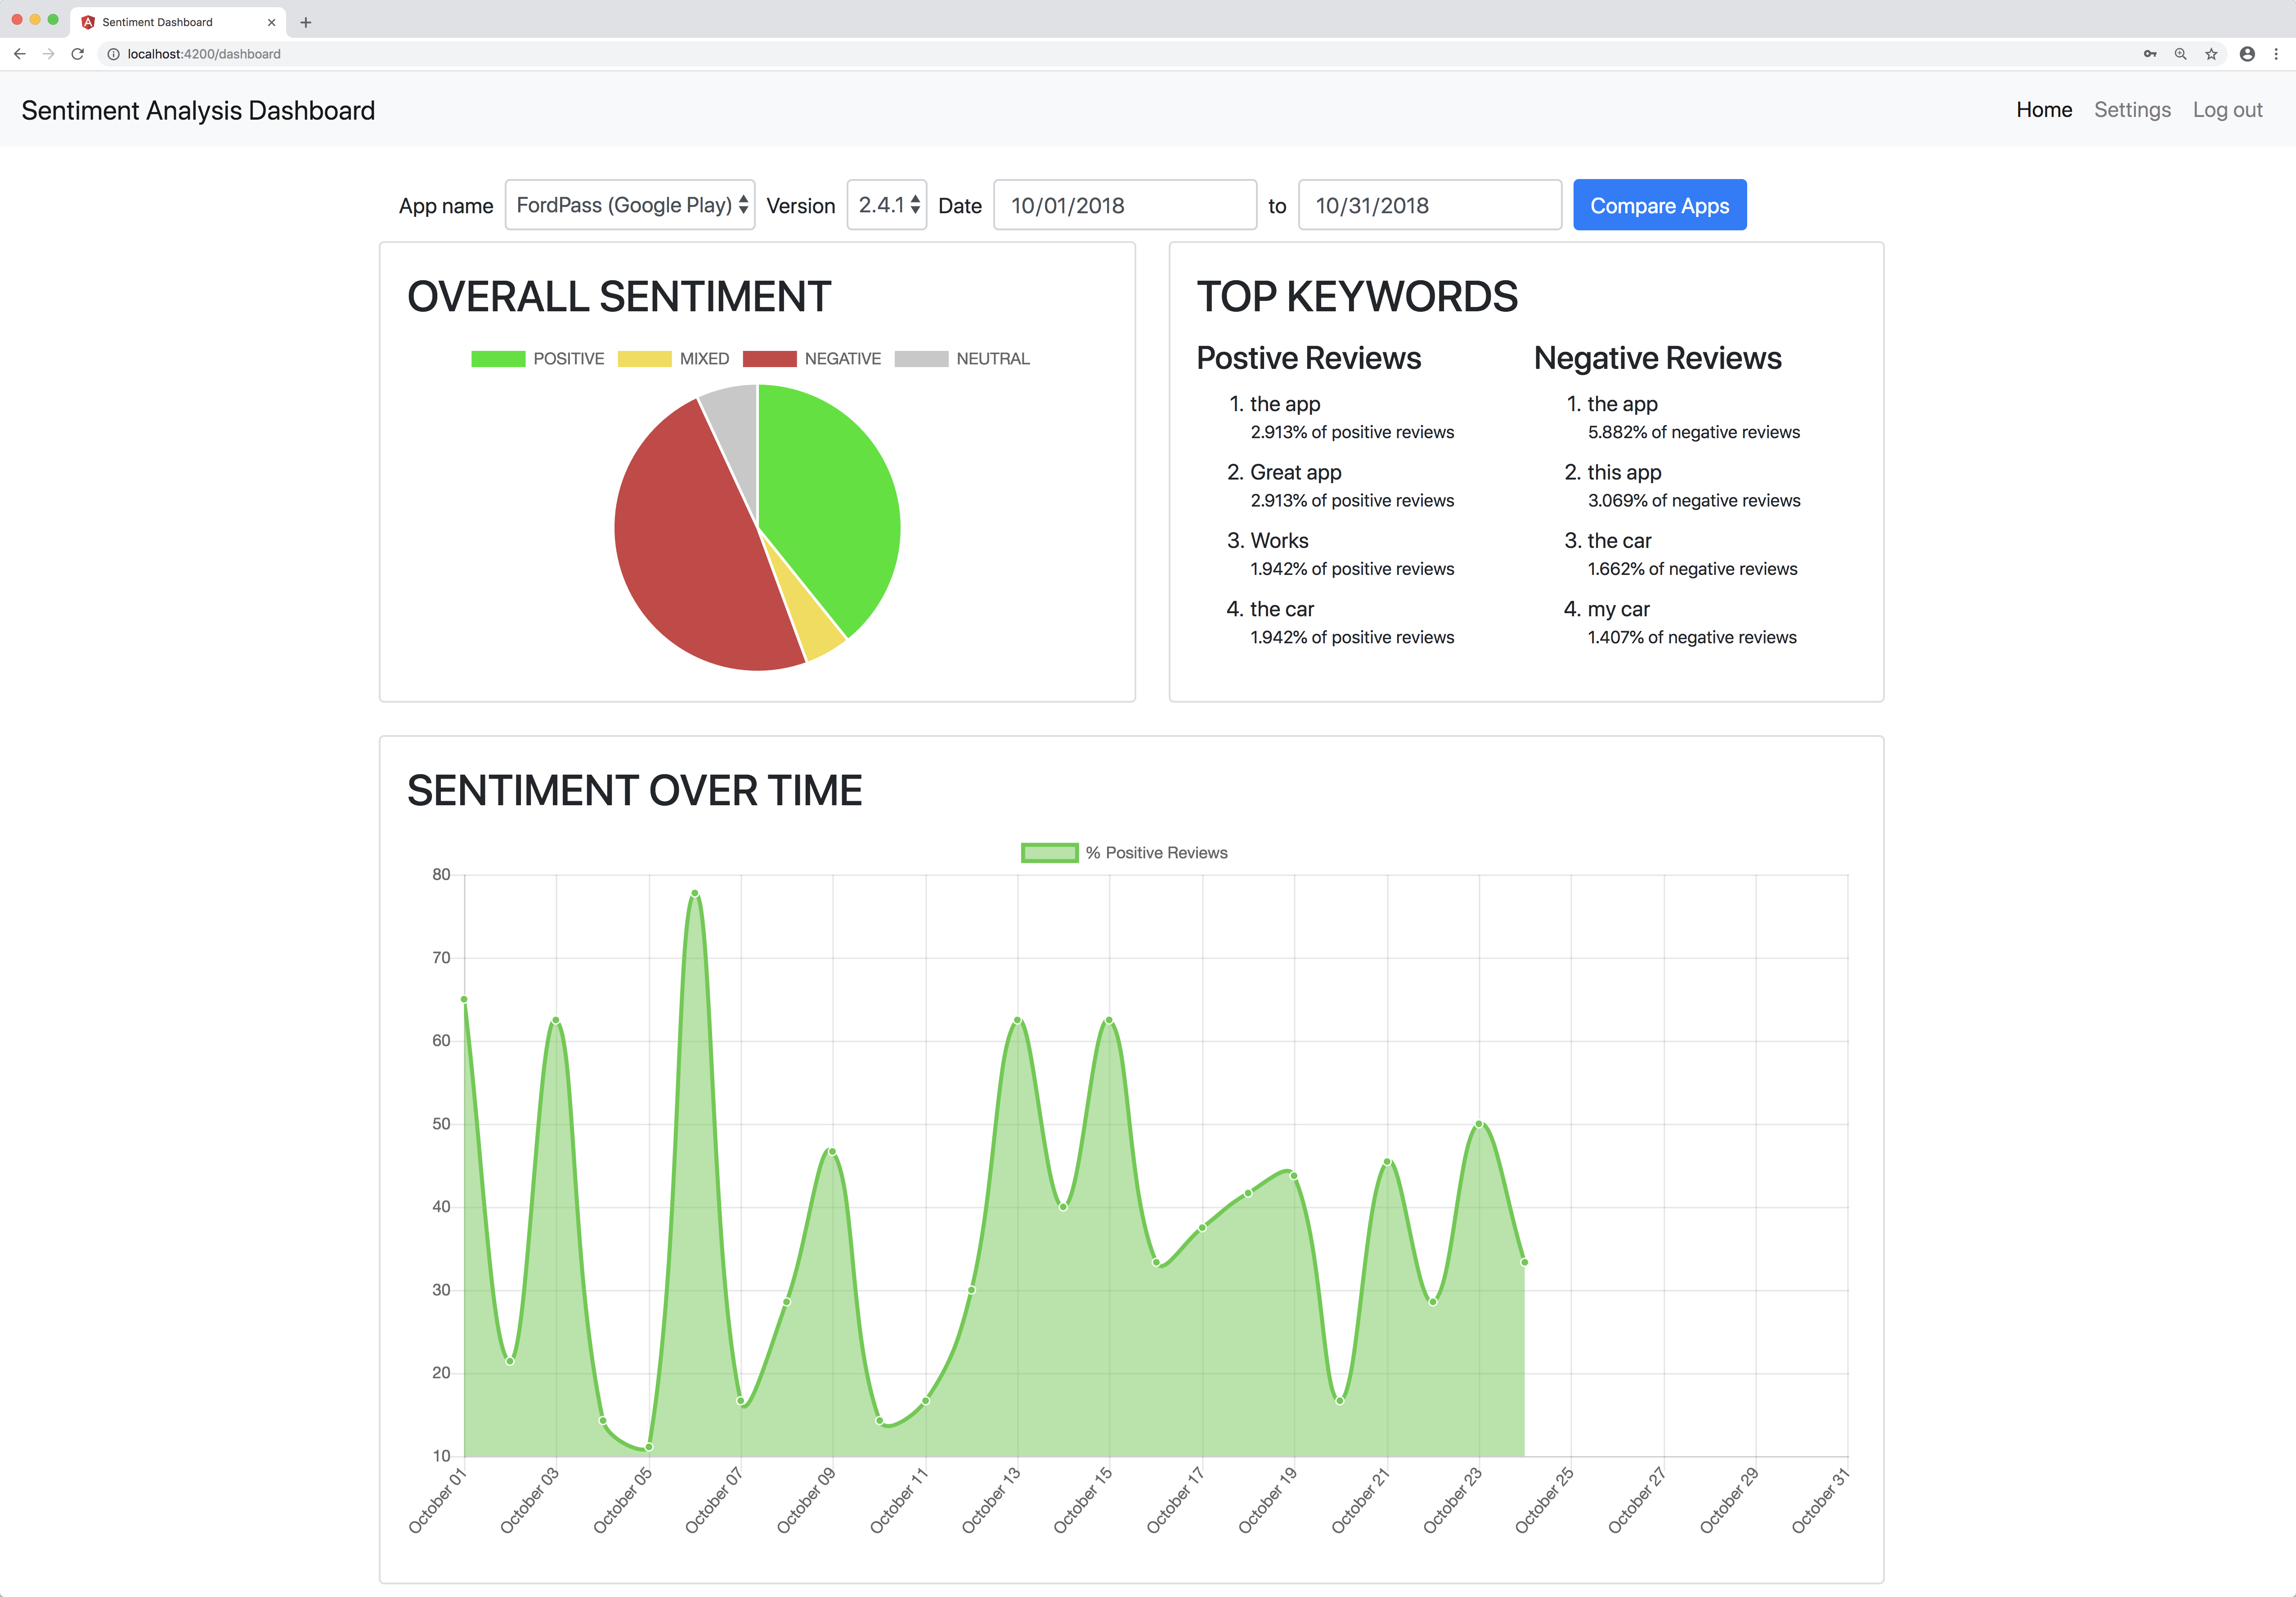 Sentiment Dashboard
localhost:4200/dashboard
Sentiment Analysis Dashboard
Home Settings Log out
App name FordPass (Google Play) Version 2.4.1 Date 10/01/2018 to 10/31/2018 Compare Apps
OVERALL SENTIMENT
POSITIVE MIXED NEGATIVE NEUTRAL
TOP KEYWORDS
Postive Reviews
1. the app
2.913% of positive reviews
2. Great app
2.913% of positive reviews
3. Works
1.942% of positive reviews
4. the car
1.942% of positive reviews
Negative Reviews
1. the app
5.882% of negative reviews
2. this app
3.069% of negative reviews
3. the car
1.662% of negative reviews
4. my car
1.407% of negative reviews
SENTIMENT OVER TIME
% Positive Reviews
80
70
60
50
40
30
20
10
October 01 October 03 October 05 October 07 October 09 October 11 October 13 October 15 October 17 October 19 October 21 October 23 October 25 October 27 October 29 October 31